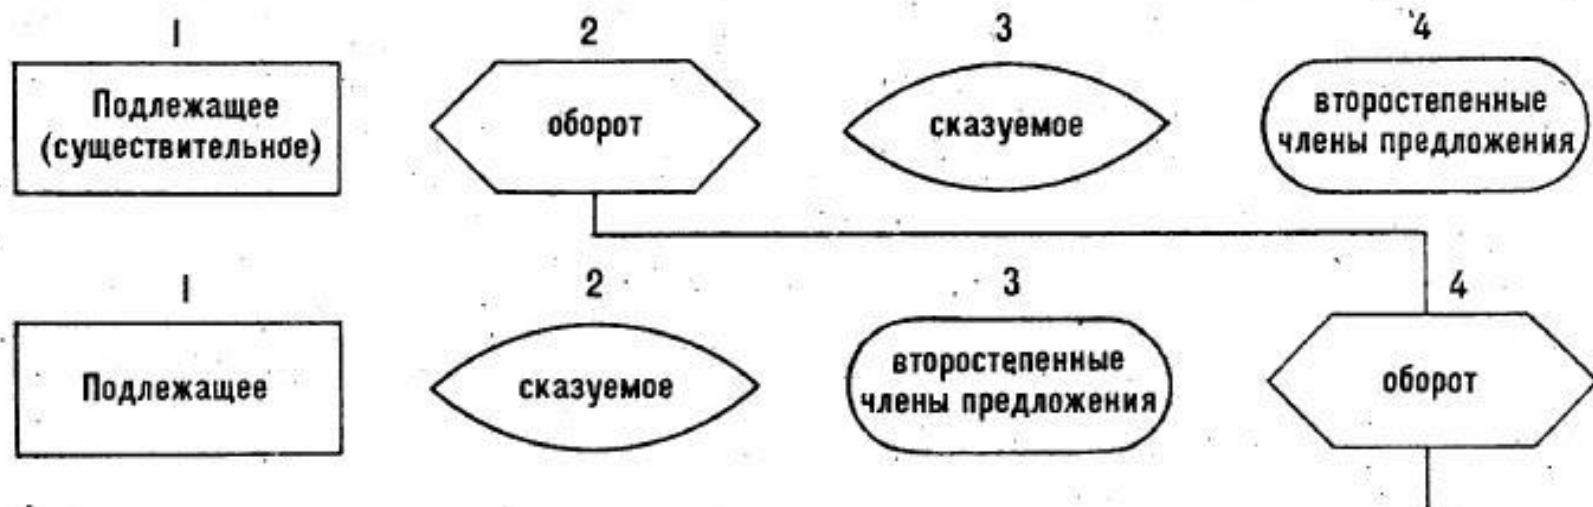 1 2 3 4
Подлежащее
(существительное)
оборот
сказуемое
второстепенные
члены предложения
1 2 3 4
Подлежащее
сказуемое
второстепенные
члены предложения
оборот